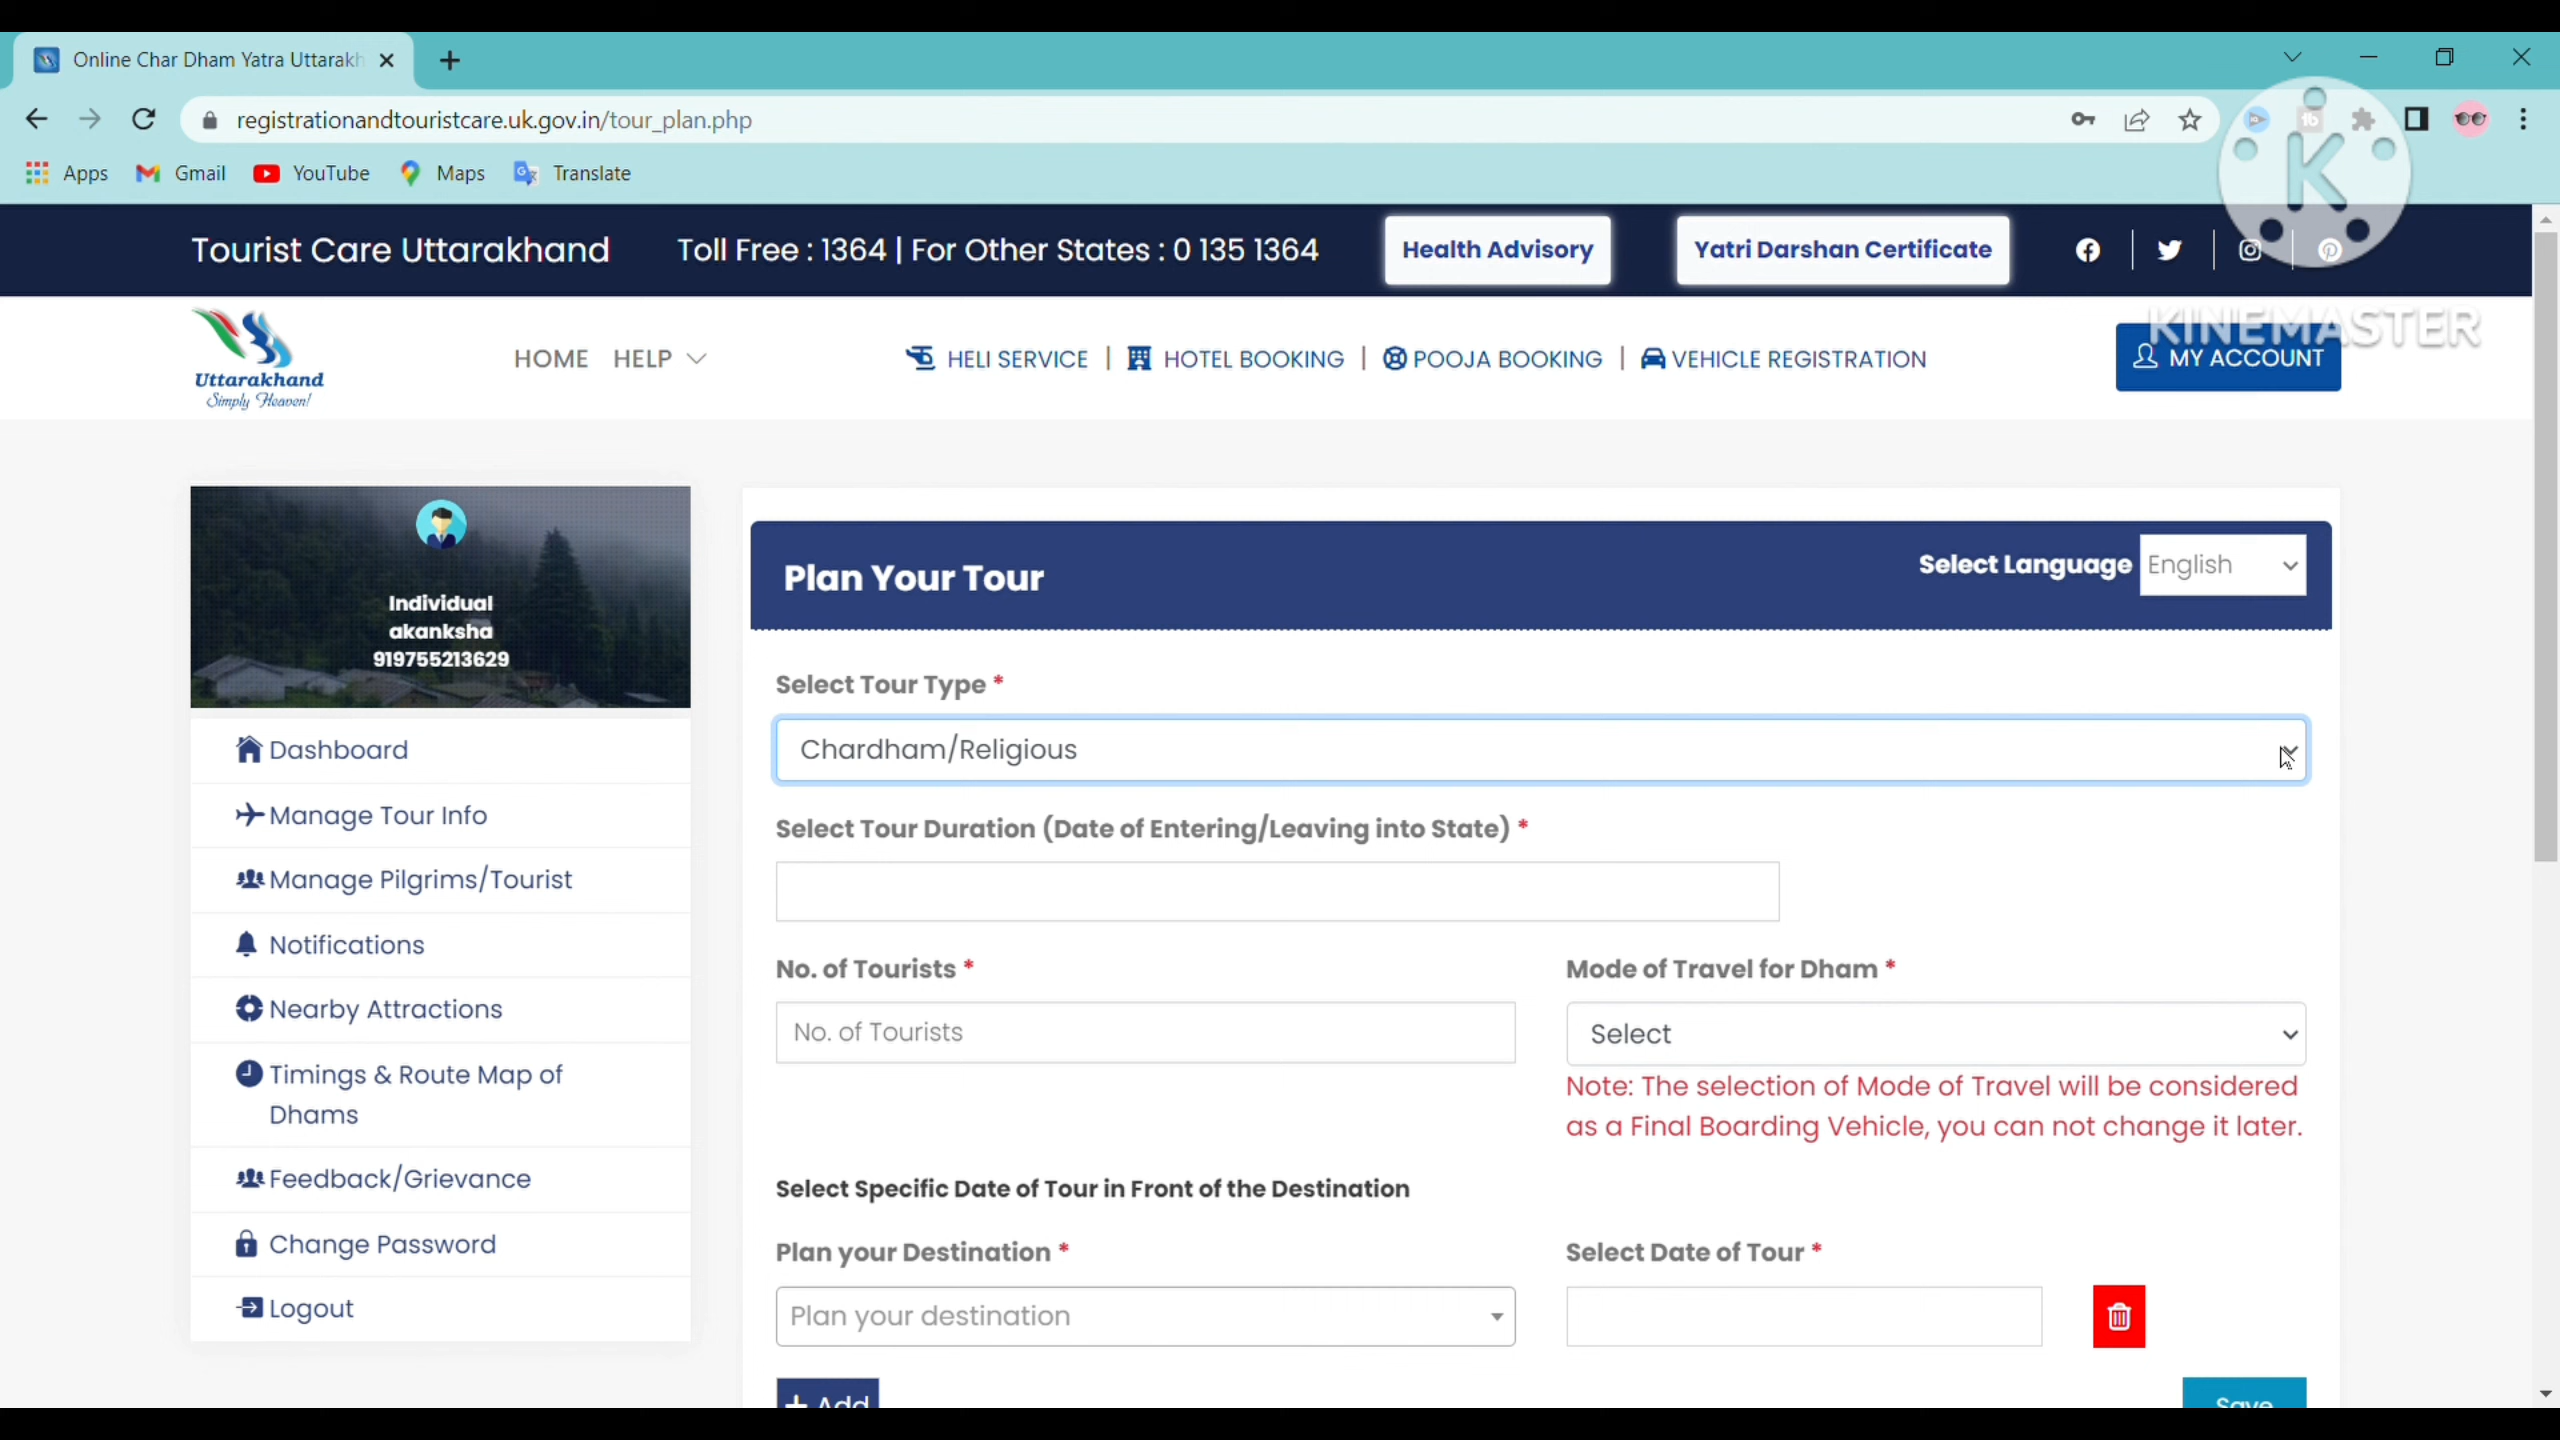 Online Char Dham Yatra Uttarakh
registrationandtouristcare.uk.gov.in/tour_plan.php
Apps Gmail YouTube Maps Translate
Tourist Care Uttarakhand Toll Free : 1364 | For Other States : 0 135 1364 Health Advisory Yatri Darshan Certificate
K
KINEMASTER
Uttarakhand
Simply Heaven!
HOME HELP HELI SERVICE | HOTEL BOOKING | POOJA BOOKING | VEHICLE REGISTRATION MY ACCOUNT
Individual
akanksha
919755213629
Dashboard
Manage Tour Info
Manage Pilgrims/Tourist
Notifications
Nearby Attractions
Timings & Route Map of
Dhams
Feedback/Grievance
Change Password
Logout
Plan Your Tour
Select Language English
Select Tour Type *
Chardham/Religious
Select Tour Duration (Date of Entering/Leaving into State) *
No. of Tourists *
No. of Tourists
Mode of Travel for Dham *
Select
Note: The selection of Mode of Travel will be considered
as a Final Boarding Vehicle, you can not change it later.
Select Specific Date of Tour in Front of the Destination
Plan your Destination *
Plan your destination
Select Date of Tour *
+ Add
Save